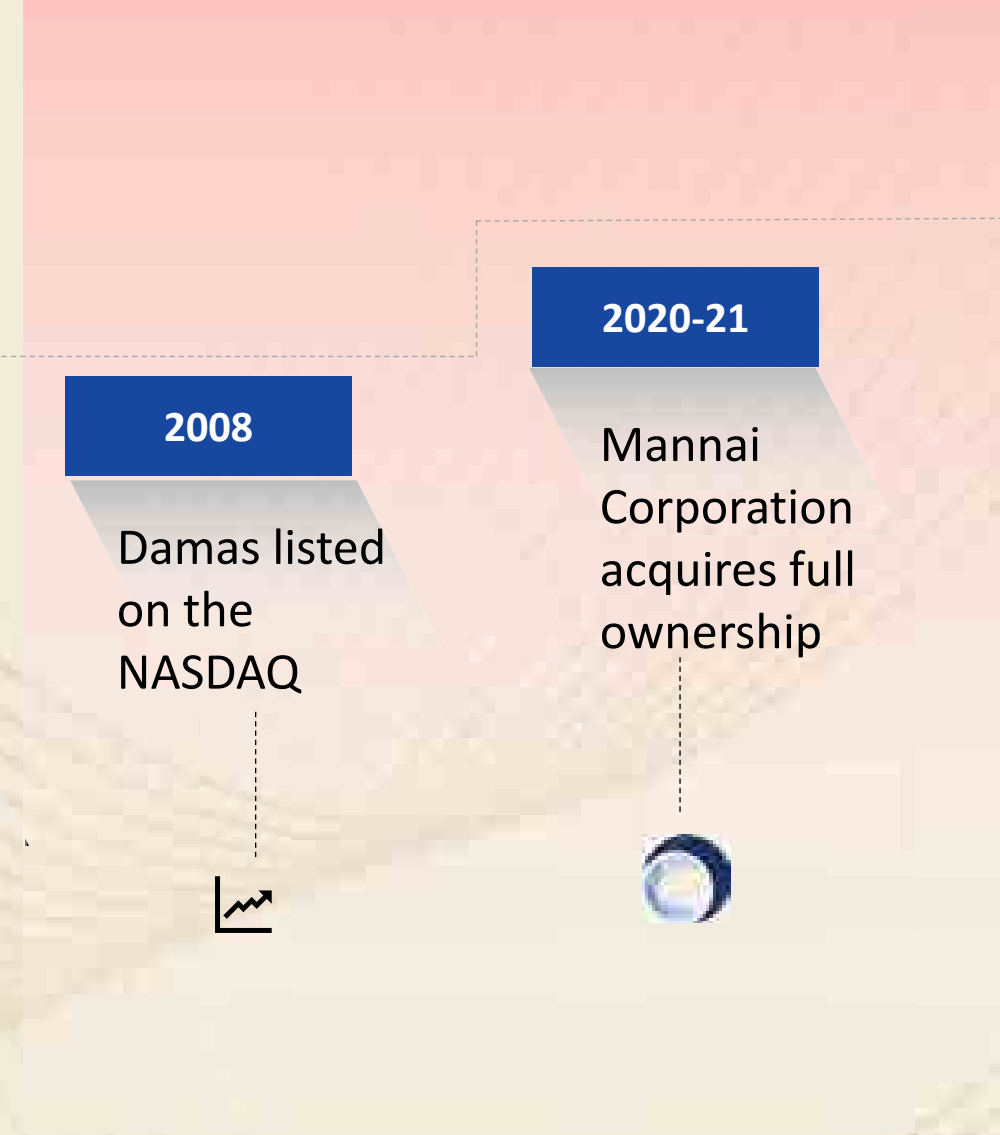 2008
Damas listed
on the
NASDAQ
2020-21
Mannai
Corporation
acquires full
ownership